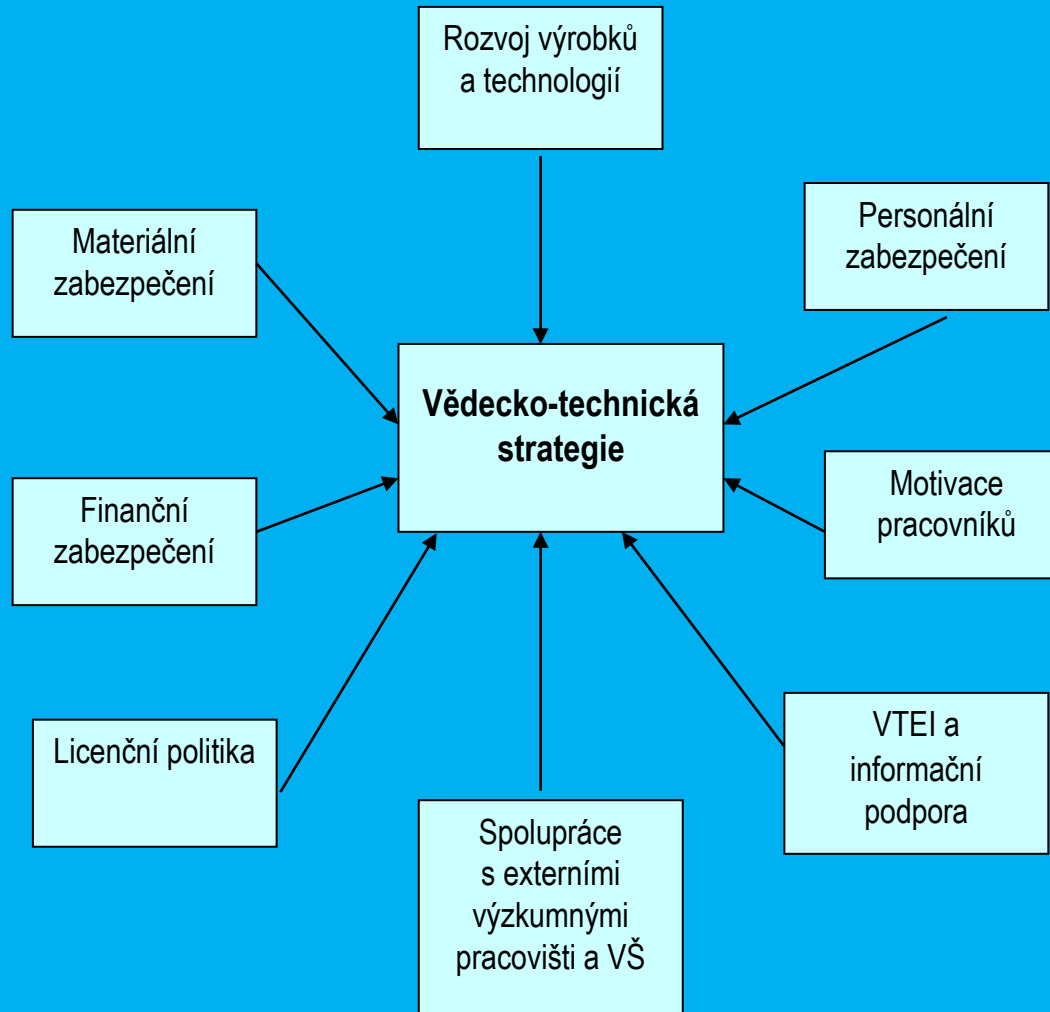 Rozvoj výrobků
a technologií
Materiální
zabezpečení
Personální
zabezpečení
Vědecko-technická
strategie
Finanční
zabezpečení
Motivace
pracovníků
Licenční politika
VTEI a
informační
podpora
Spolupráce
s externími
výzkumnými
pracovišti a VŠ